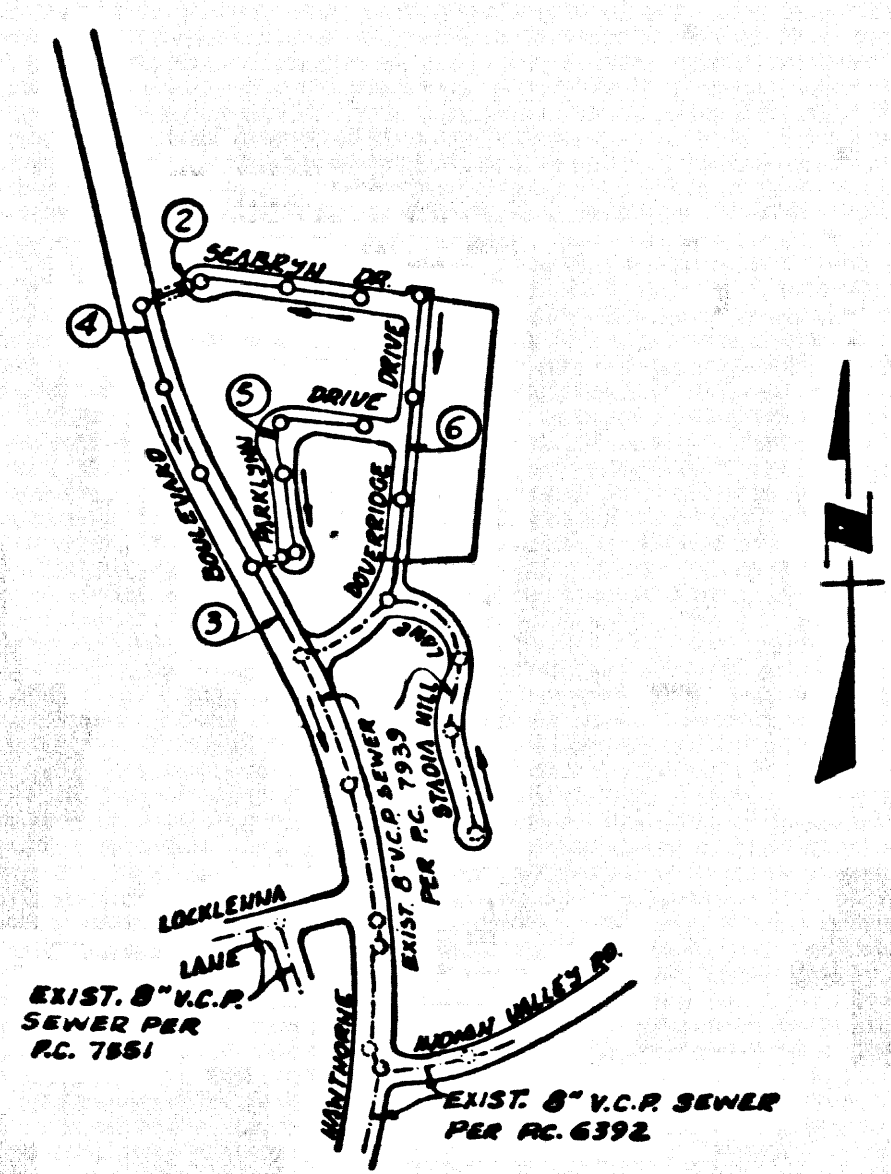 2
SEABRYN DR.
4
5
DRIVE
DRIVE
6
PARKLYNN
BOULEVARD
DOVERRIDGE
3
LANE
STADIA HILL
EXIST. 8" V.C.P. SEWER
PER P.C. 7939
LOCKLENNA
LANE
EXIST. 8" V.C.P.
SEWER PER
P.C. 7551
HAWTHORNE
INDIAN VALLEY RD.
EXIST. 8" V.C.P. SEWER
PER P.C. 6392
N